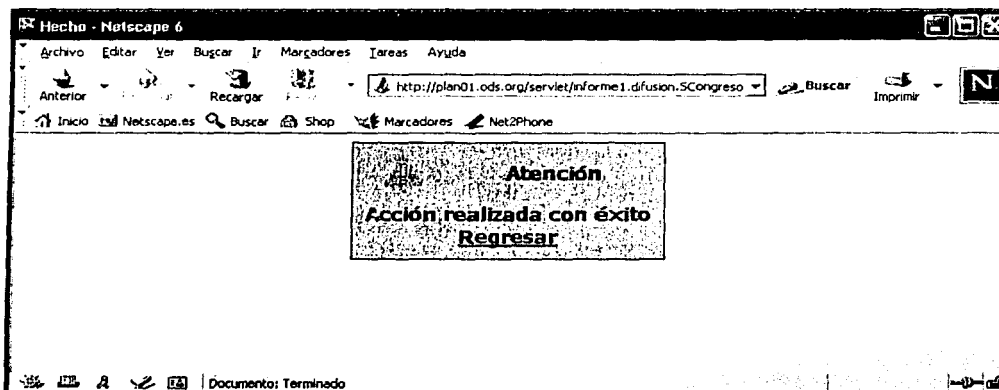 Hecho - Netscape 6
Archivo Editar Ver Buscar Ir Marcadores Tareas Ayuda
Anterior Recargar http://plan01.ods.org/servlet/informe1.difusion.SCongreso Buscar Imprimir N
Inicio Netscape.es Buscar Shop Marcadores Net2Phone
Atención
Acción realizada con éxito
Regresar
Documento: Terminado